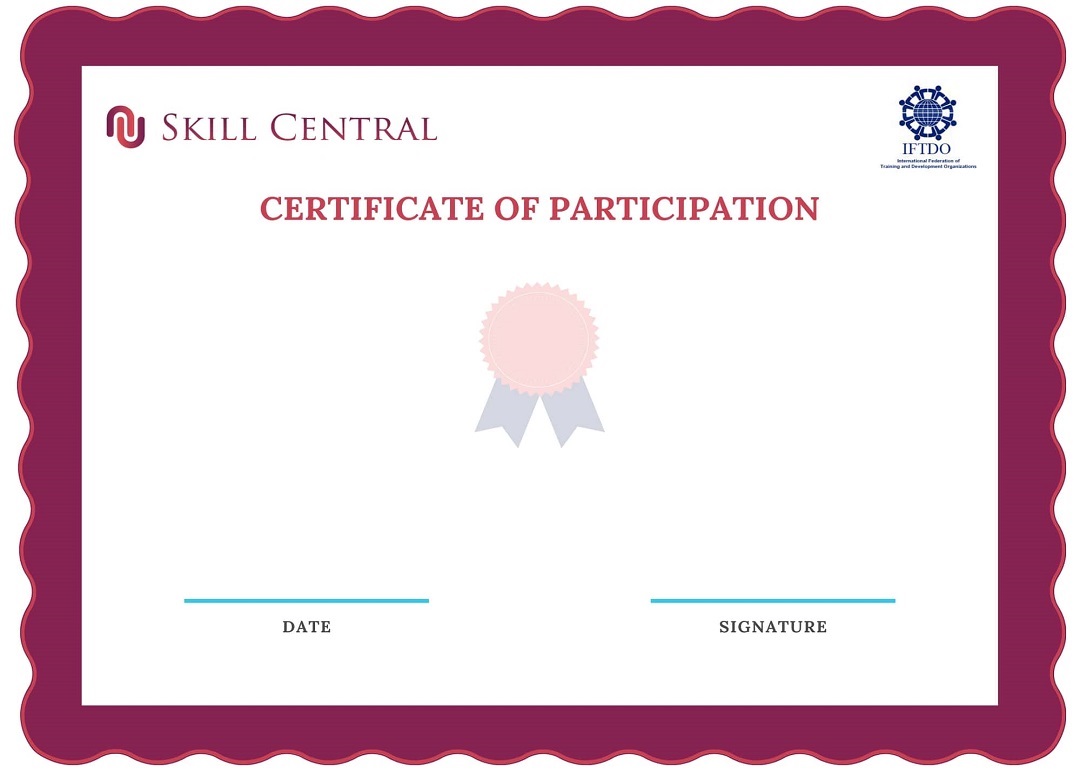 SKILL CENTRAL
IFTDO
International Federation of
Training and Development Organizations
CERTIFICATE OF PARTICIPATION
DATE
SIGNATURE